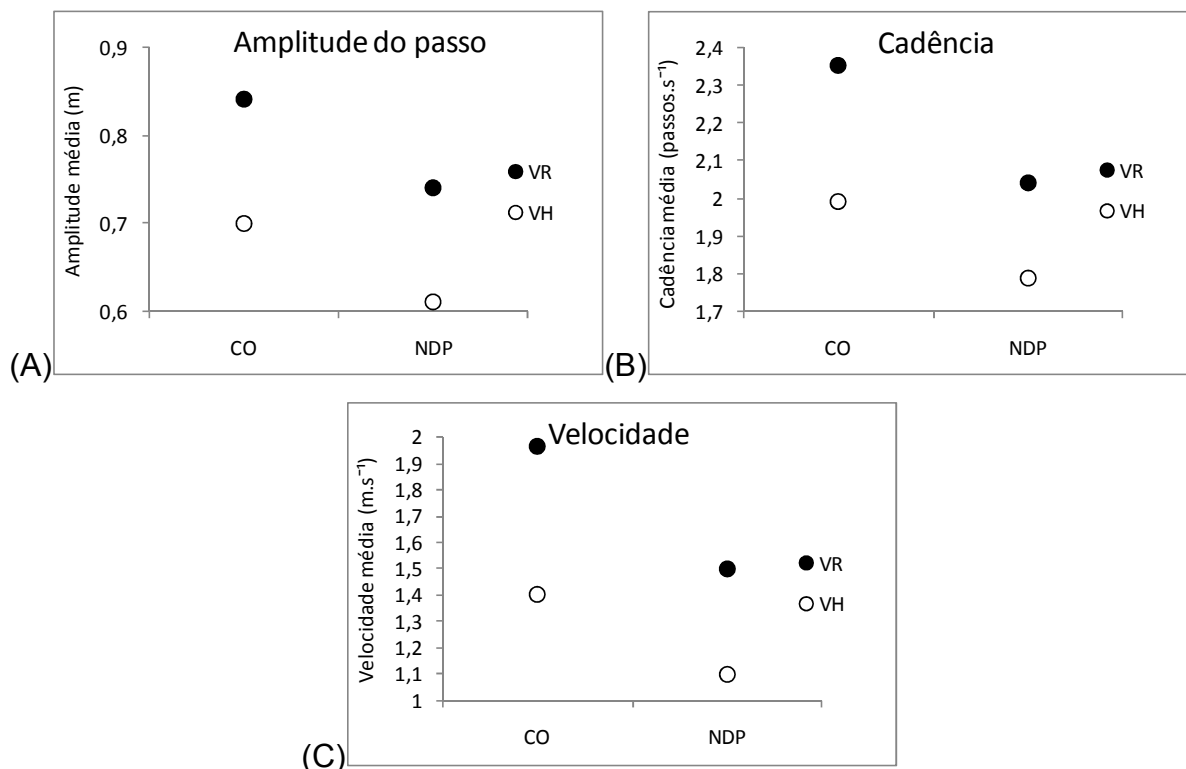 Amplitude do passo
Amplitude média (m)
0,9
0,8
0,7
0,6
CO
NDP
VR
VH
(A)
Cadência
Cadência média (passos.s⁻¹)
2,4
2,3
2,2
2,1
2
1,9
1,8
1,7
CO
NDP
VR
VH
(B)
Velocidade
Velocidade média (m.s⁻¹)
2
1,9
1,8
1,7
1,6
1,5
1,4
1,3
1,2
1,1
1
CO
NDP
VR
VH
(C)